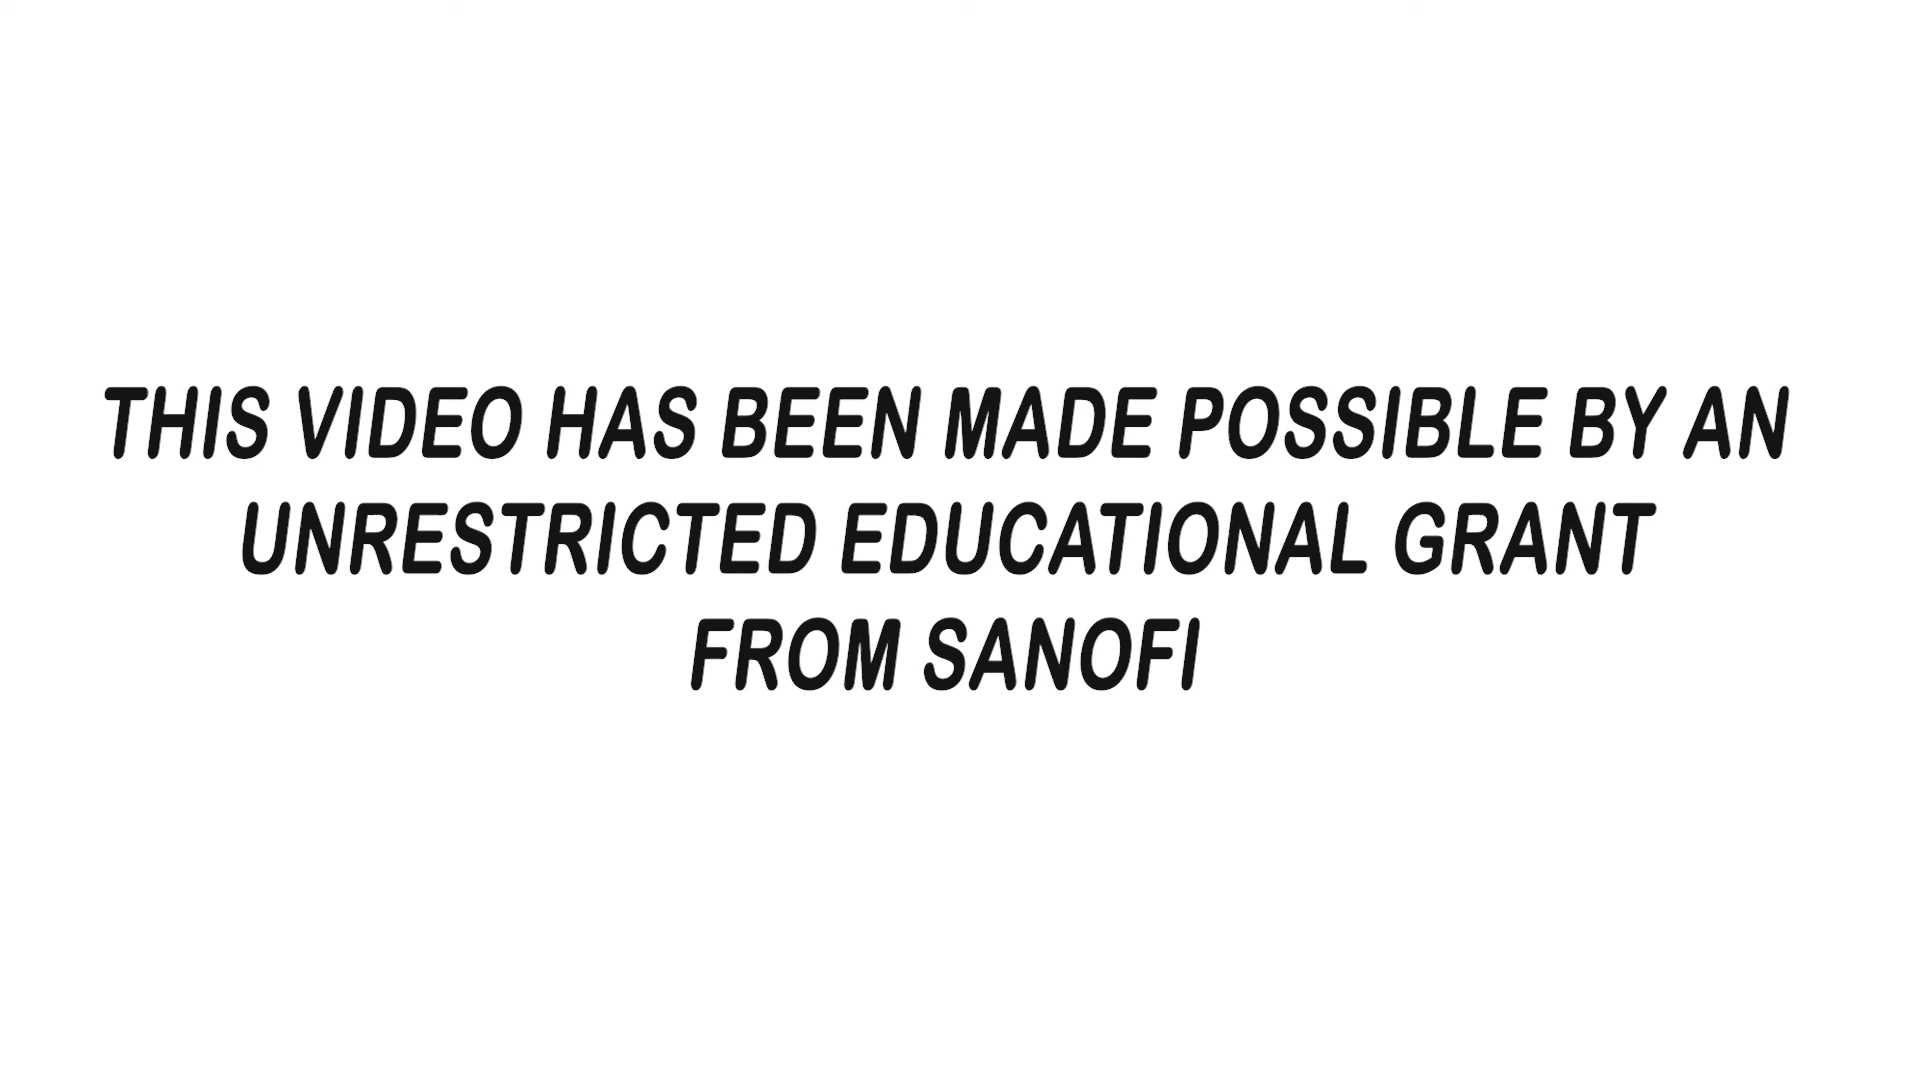 THIS VIDEO HAS BEEN MADE POSSIBLE BY AN
UNRESTRICTED EDUCATIONAL GRANT
FROM SANOFI